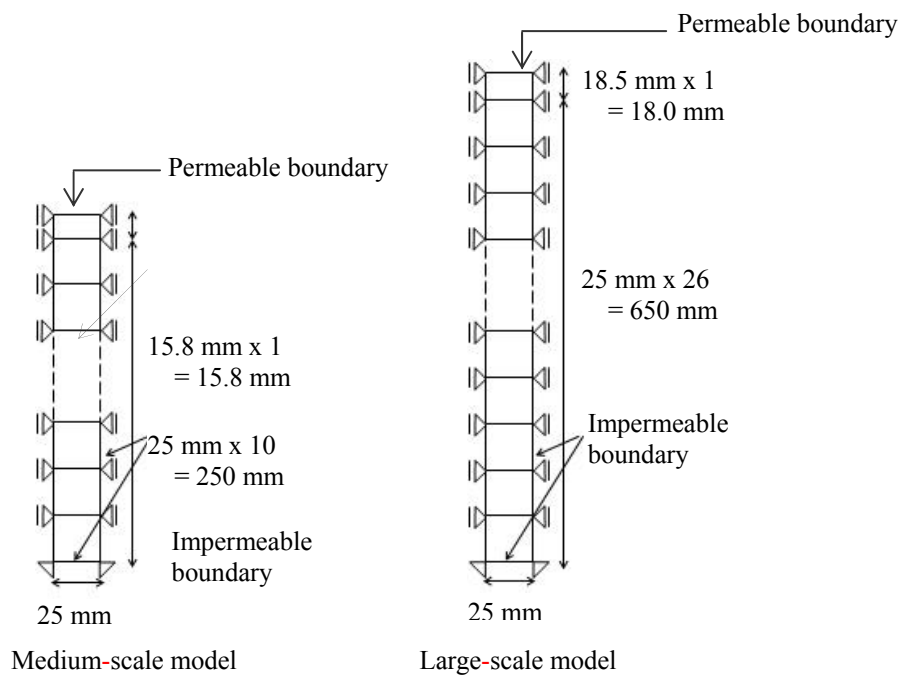 Permeable boundary
18.5 mm x 1
= 18.0 mm
Permeable boundary
25 mm x 26
= 650 mm
15.8 mm x 1
= 15.8 mm
Impermeable
boundary
25 mm x 10
= 250 mm
Impermeable
boundary
25 mm
25 mm
Medium-scale model
Large-scale model